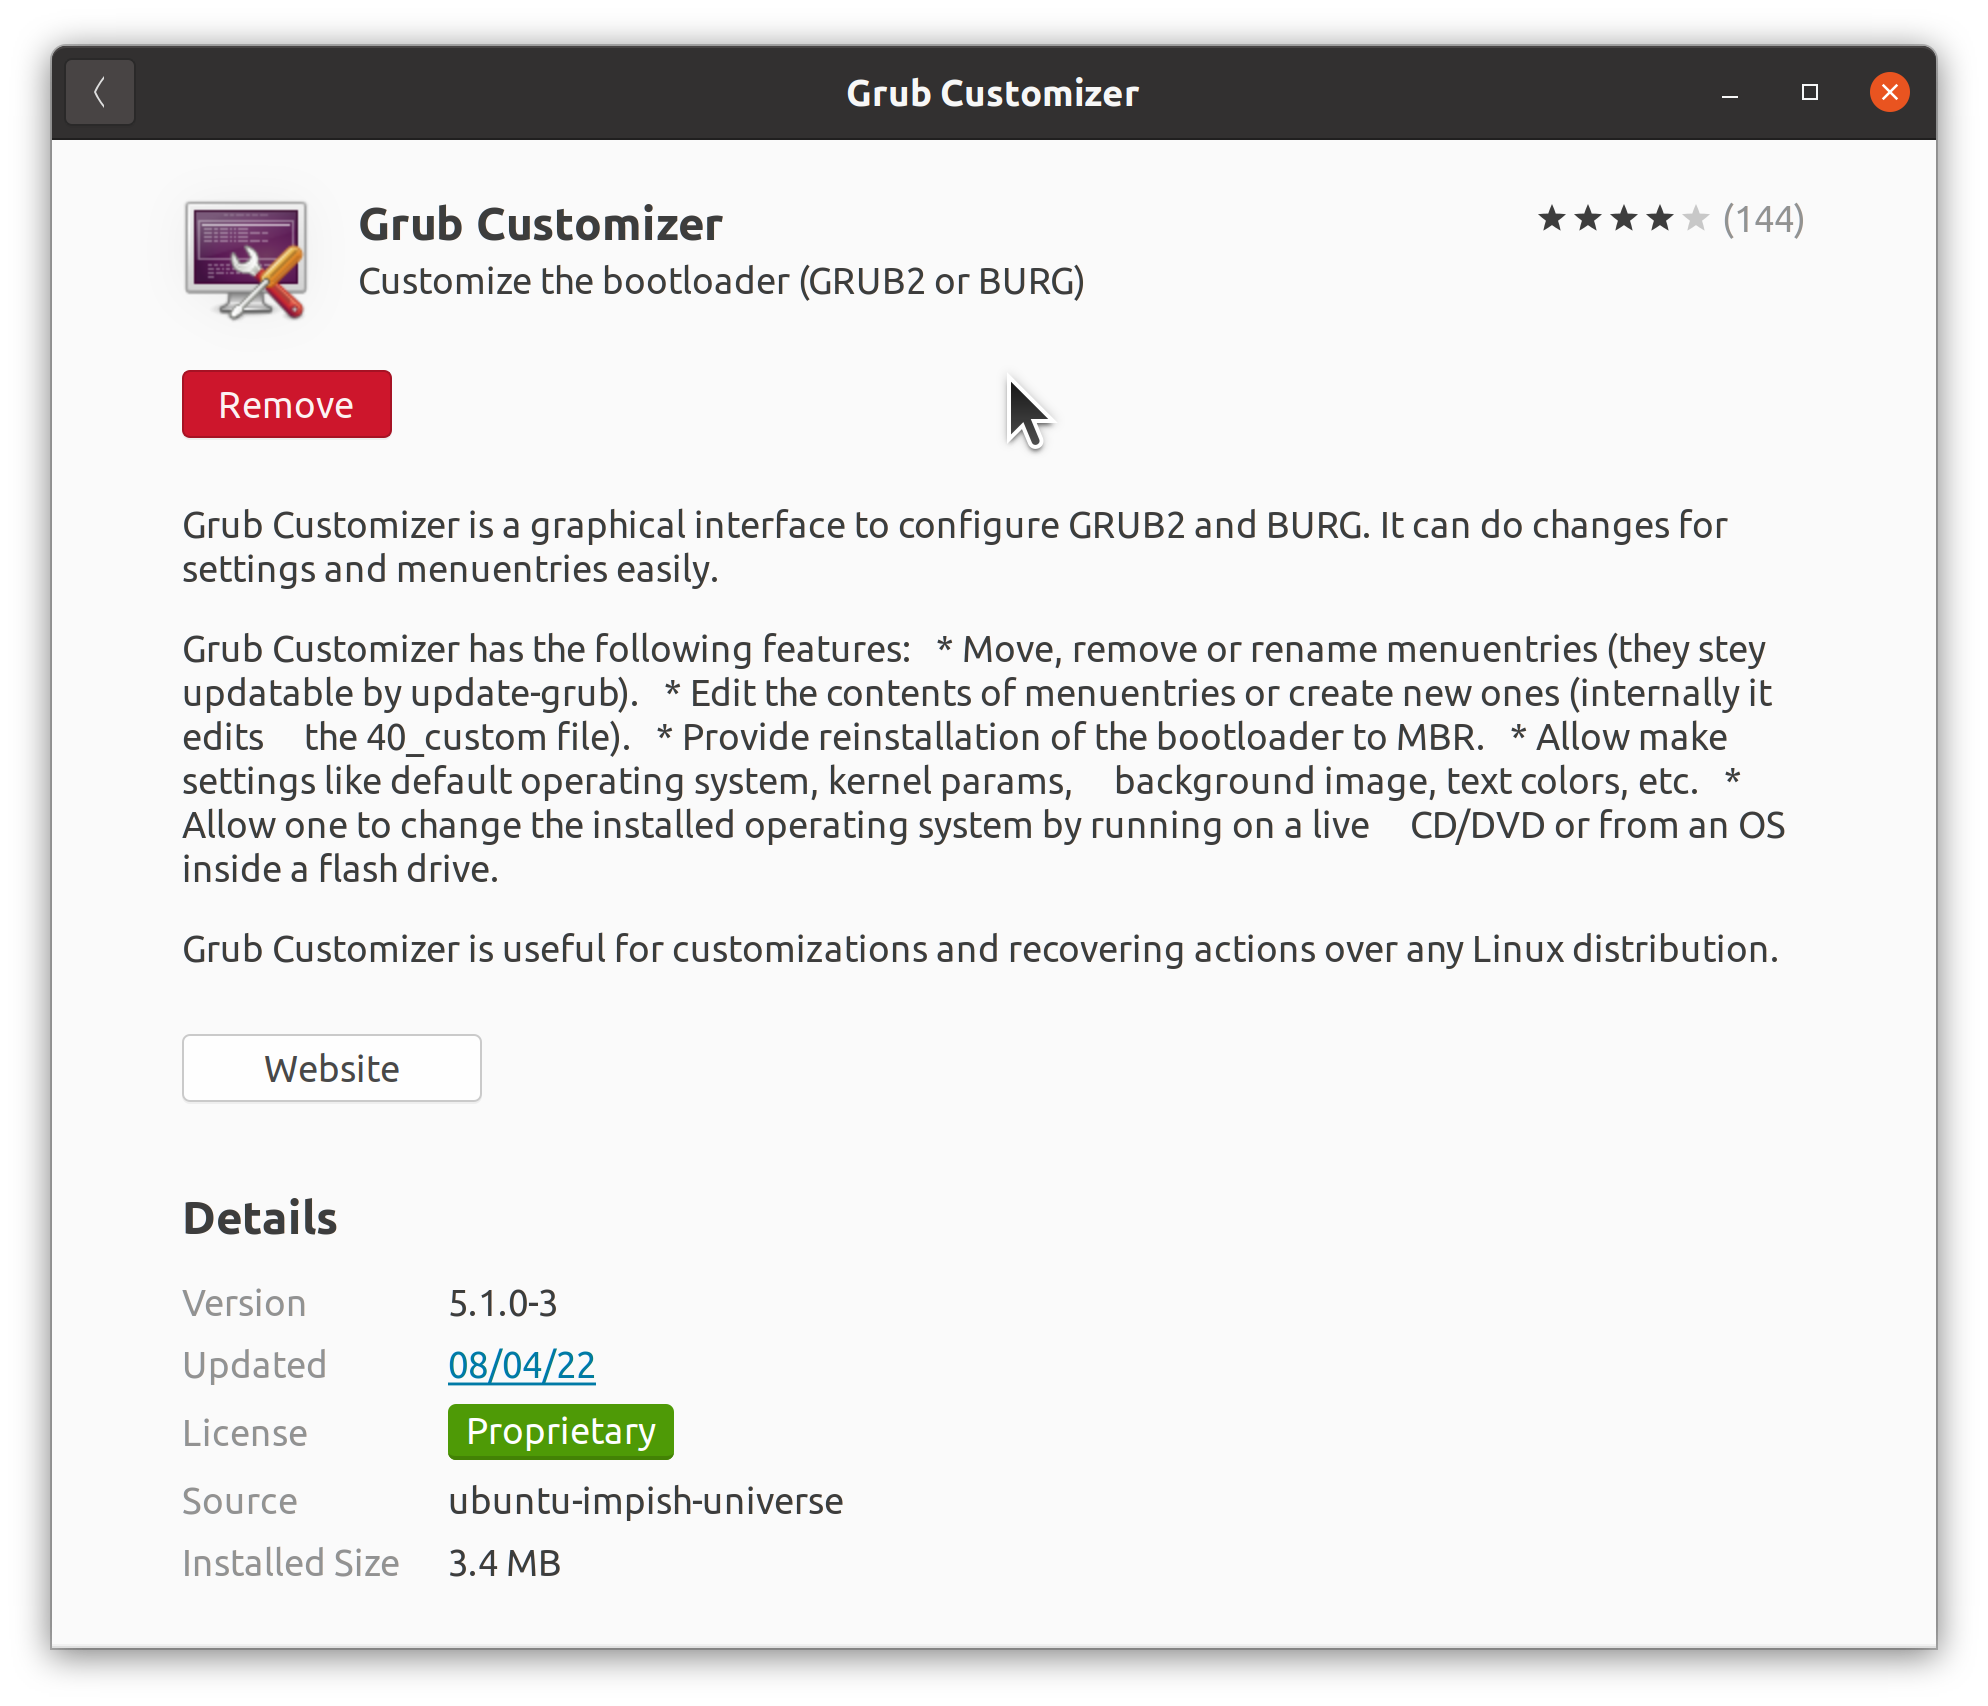 Grub Customizer
Grub Customizer
Customize the bootloader (GRUB2 or BURG)
(144)
Remove
Grub Customizer is a graphical interface to configure GRUB2 and BURG. It can do changes for
settings and menuentries easily.
Grub Customizer has the following features:   * Move, remove or rename menuentries (they stey
updatable by update-grub).   * Edit the contents of menuentries or create new ones (internally it
edits     the 40_custom file).   * Provide reinstallation of the bootloader to MBR.   * Allow make
settings like default operating system, kernel params,     background image, text colors, etc.   *
Allow one to change the installed operating system by running on a live     CD/DVD or from an OS
inside a flash drive.
Grub Customizer is useful for customizations and recovering actions over any Linux distribution.
Website
Details
Version 5.1.0-3
Updated 08/04/22
License Proprietary
Source ubuntu-impish-universe
Installed Size 3.4 MB